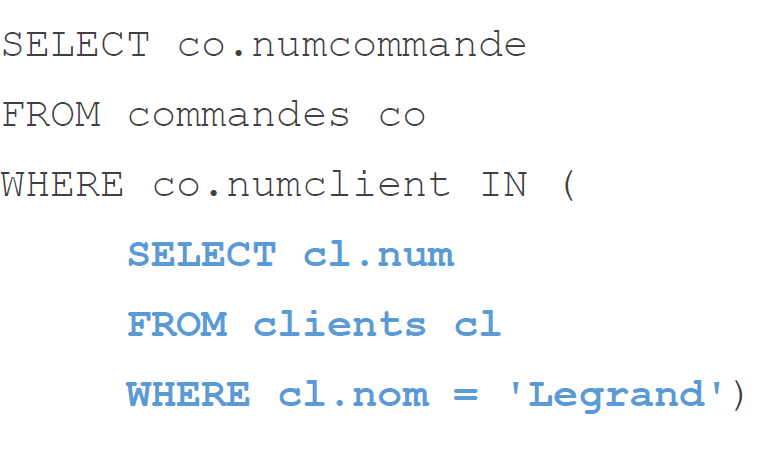 SELECT co.numcommande
FROM commandes co
WHERE co.numclient IN (
SELECT cl.num
FROM clients cl
WHERE cl.nom = 'Legrand')